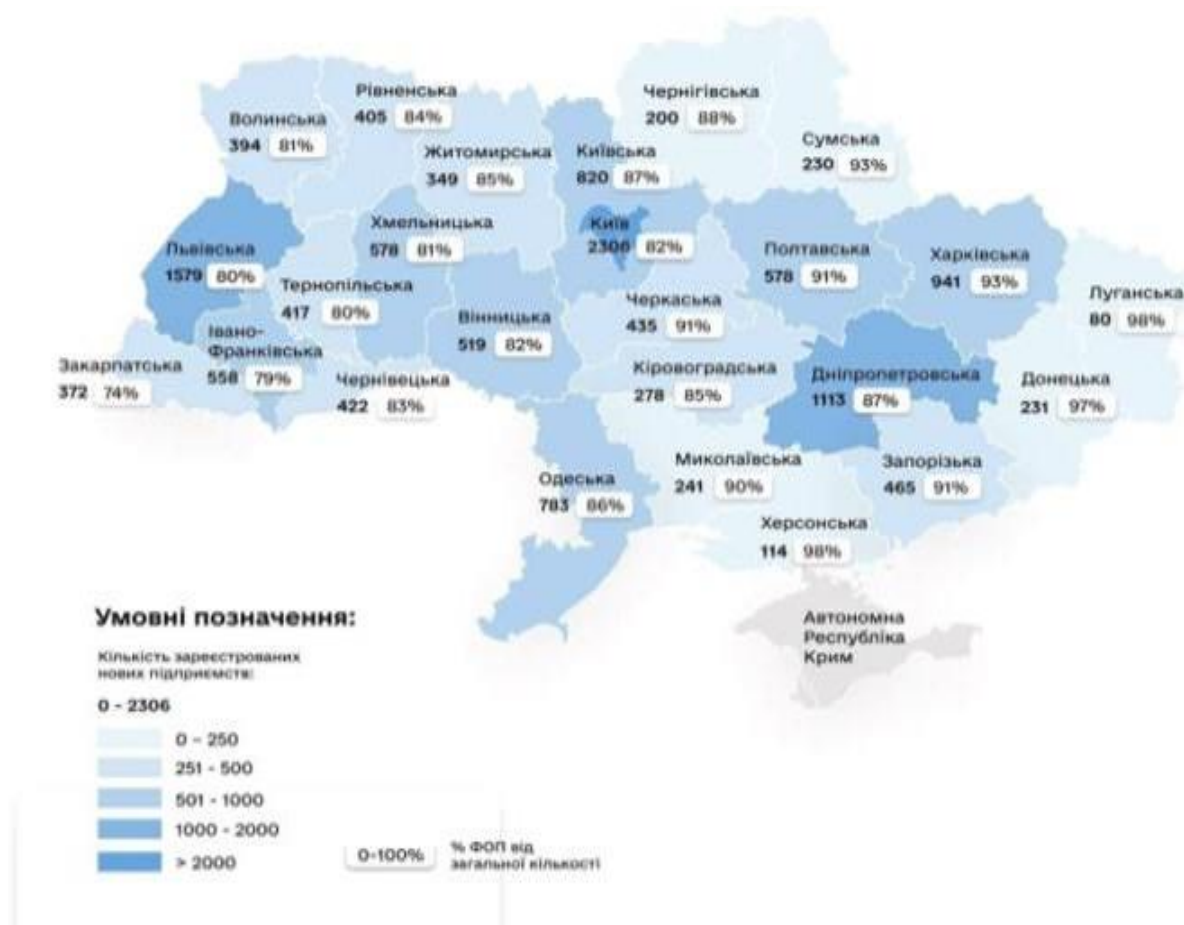 Рівненська
405 84%
Чернігівська
200 88%
Волинська
394 81%
Сумська
230 93%
Житомирська
349 85%
Київська
820 87%
Хмельницька
578 81%
Київ
2306 82%
Львівська
1579 80%
Полтавська
578 91%
Харківська
941 93%
Тернопільська
417 80%
Луганська
80 98%
Черкаська
435 91%
Вінницька
519 82%
Івано-
Франківська
558 79%
Закарпатська
372 74%
Чернівецька
422 83%
Кіровоградська
278 85%
Дніпропетровська
1113 87%
Донецька
231 97%
Миколаївська
241 90%
Запорізька
465 91%
Одеська
783 86%
Херсонська
114 98%
Автономна
Республіка
Крим
Умовні позначення:
Кількість зареєстрованих
нових підприємств:
0 - 2306
0 - 250
251 - 500
501 - 1000
1000 - 2000
> 2000
0-100%
% ФОП від
загальної кількості